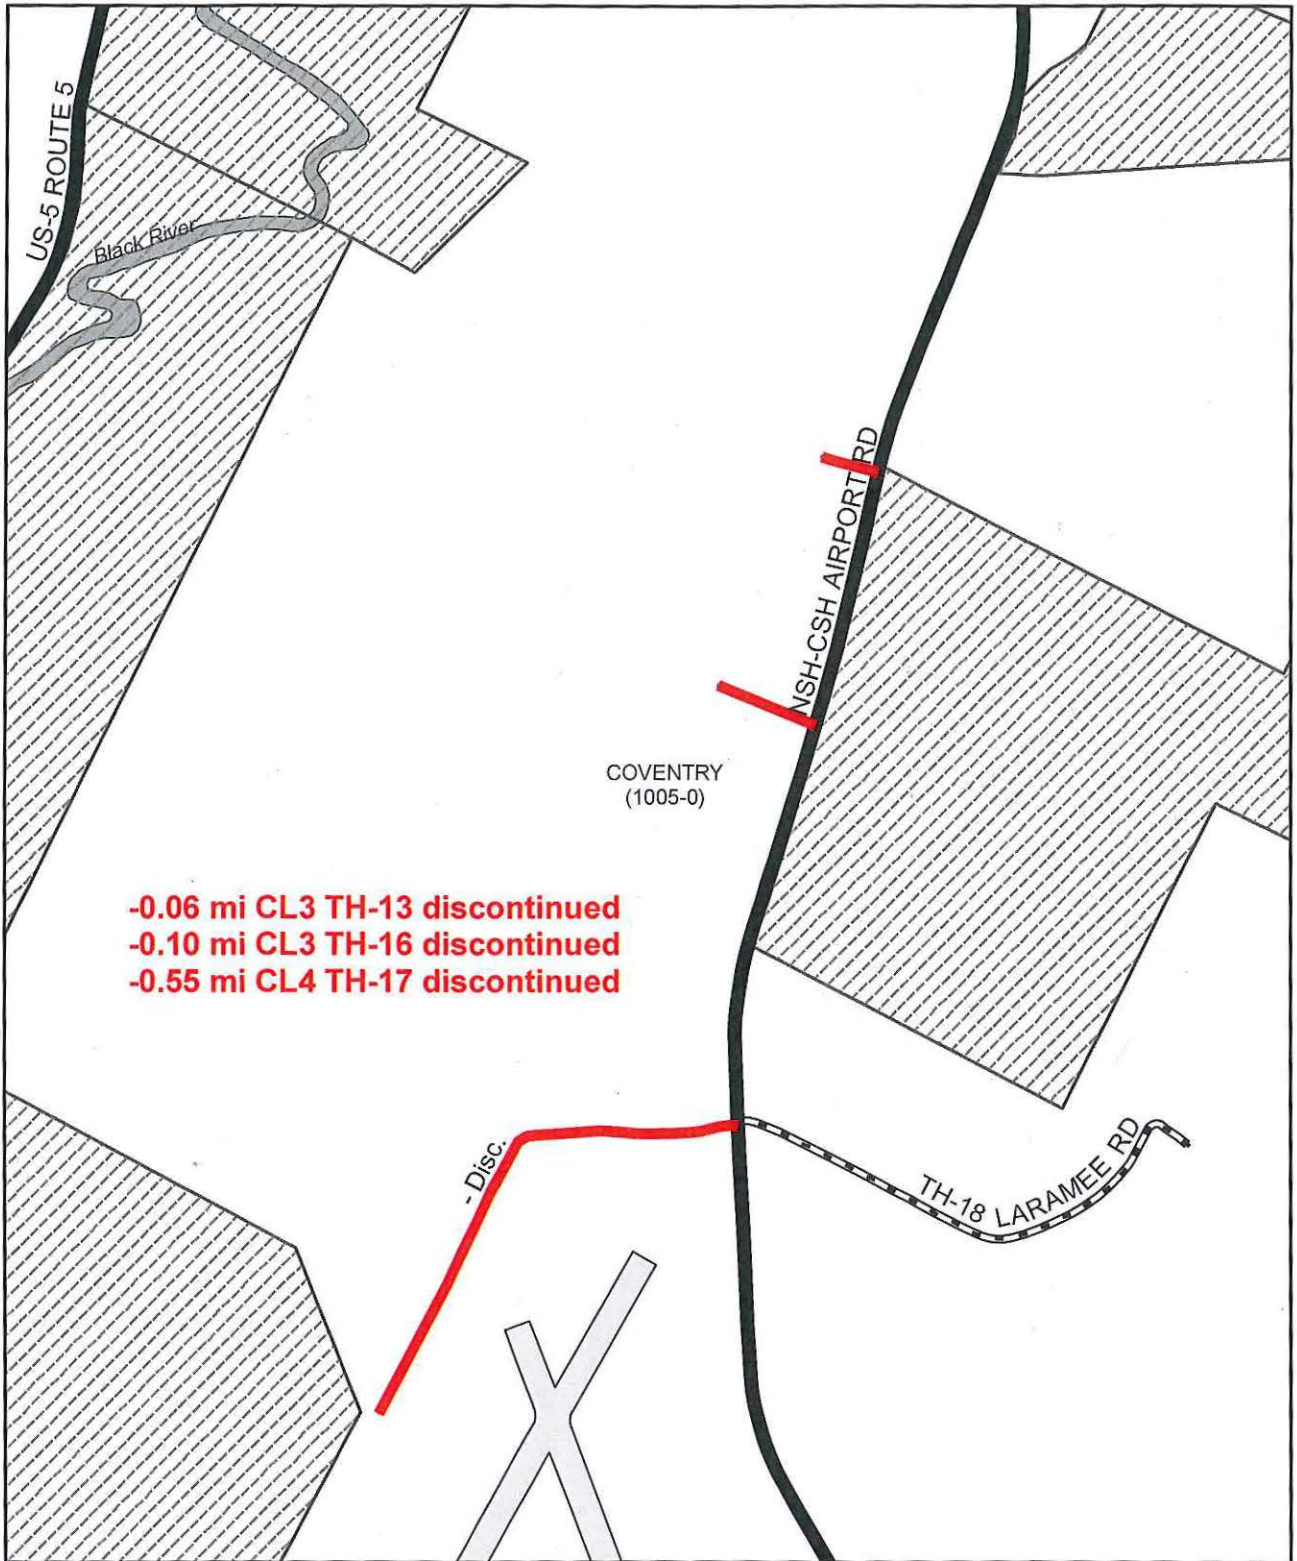 US-5 ROUTE 5
Black River
NSH-CSH AIRPORT RD
COVENTRY
(1005-0)
-0.06 mi CL3 TH-13 discontinued
-0.10 mi CL3 TH-16 discontinued
-0.55 mi CL4 TH-17 discontinued
- Disc.
TH-18 LARAMEE RD